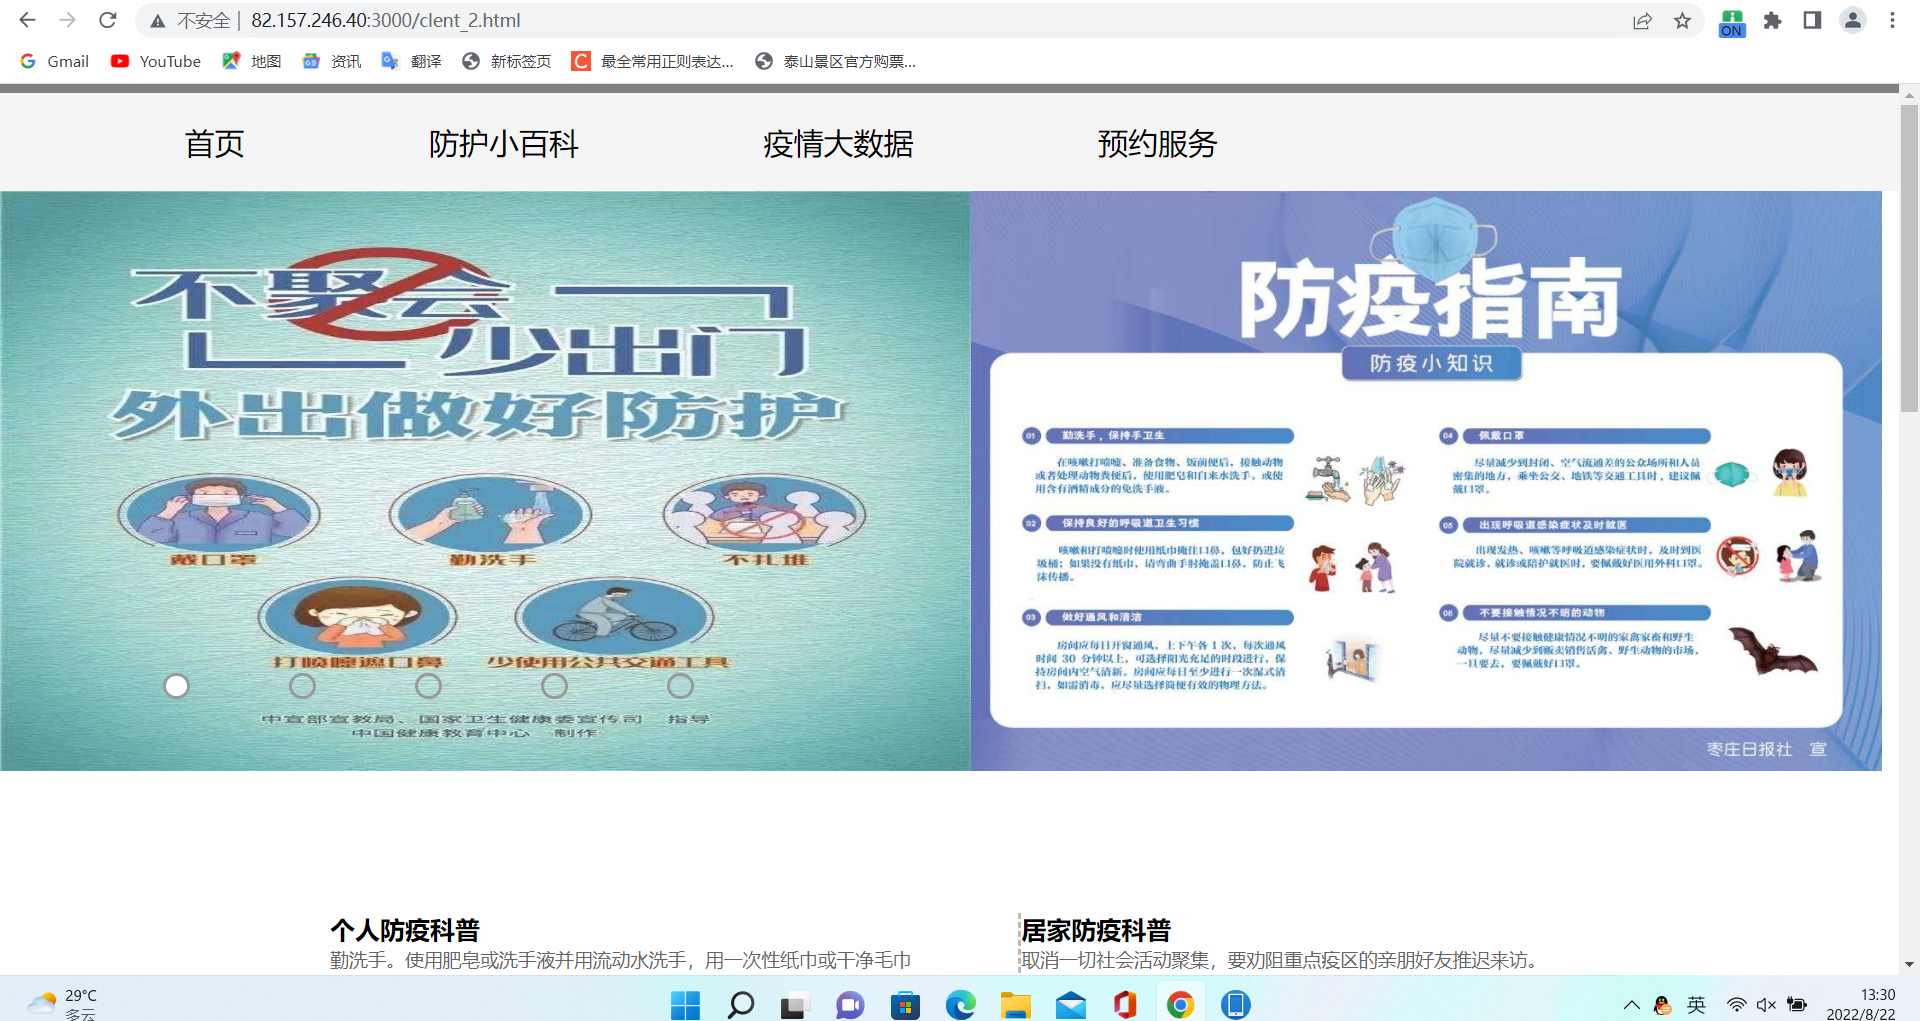 不安全 | 82.157.246.40:3000/clent_2.html
ON
Gmail YouTube 地图 资讯 翻译 新标签页 最全常用正则表达... 泰山景区官方购票...
首页 防护小百科 疫情大数据 预约服务
不聚会
少出门
外出做好防护
戴口罩 勤洗手 不扎堆
打喷嚏遮口鼻 少使用公共交通工具
中宣部宣教局、国家卫生健康委宣传司 指导
中国健康教育中心 制作
防疫指南
防疫小知识
01 勤洗手，保持手卫生
在咳嗽打喷嚏、准备食物、饭前便后，接触动物
或者处理动物粪便后，使用肥皂和自来水洗手，或使
用含有酒精成分的免洗手液。
02 保持良好的呼吸道卫生习惯
咳嗽和打喷嚏时使用纸巾掩住口鼻，包好扔进垃
圾桶；如果没有纸巾，请弯曲手肘掩盖口鼻，防止飞
沫传播。
03 做好通风和清洁
房间应每日开窗通风，上下午各 1 次，每次通风
时间 30 分钟以上，可选择阳光充足的时段进行，保
持房间内空气清新。房间应每日至少进行一次湿式清
扫，如需消毒，应尽量选择简便有效的物理方法。
04 佩戴口罩
尽量减少到封闭、空气流通差的公众场所和人员
密集的地方，乘坐公交、地铁等交通工具时，建议佩
戴口罩。
05 出现呼吸道感染症状及时就医
出现发热、咳嗽等呼吸道感染症状时，及时到医
院就诊，就诊或陪护就医时，要佩戴好医用外科口罩。
06 不要接触情况不明的动物
尽量不要接触健康情况不明的家禽家畜和野生
动物，尽量减少到贩卖销售活禽、野生动物的市场，
一旦要去，要佩戴好口罩。
枣庄日报社 宣
个人防疫科普
勤洗手。使用肥皂或洗手液并用流动水洗手，用一次性纸巾或干净毛巾
居家防疫科普
取消一切社会活动聚集，要劝阻重点疫区的亲朋好友推迟来访。
29°C
多云
英
13:30
2022/8/22